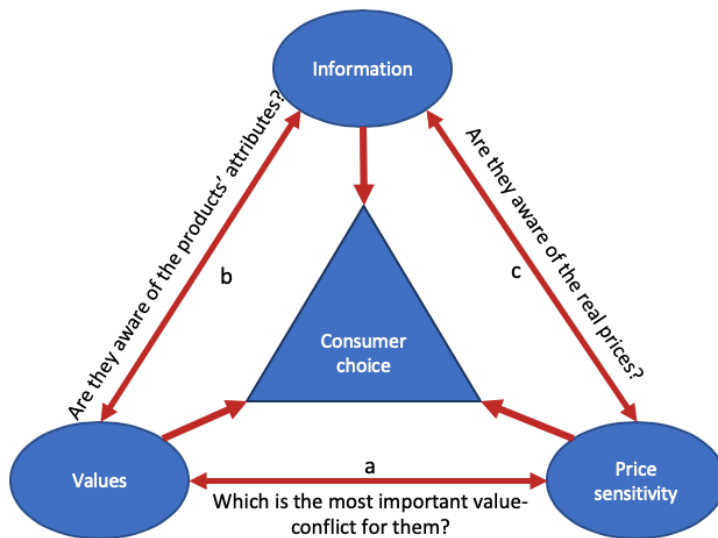 Information
Are they aware of the products' attributes?
Are they aware of the real prices?
b
c
Consumer
choice
Values
a
Price
sensitivity
Which is the most important value-
conflict for them?